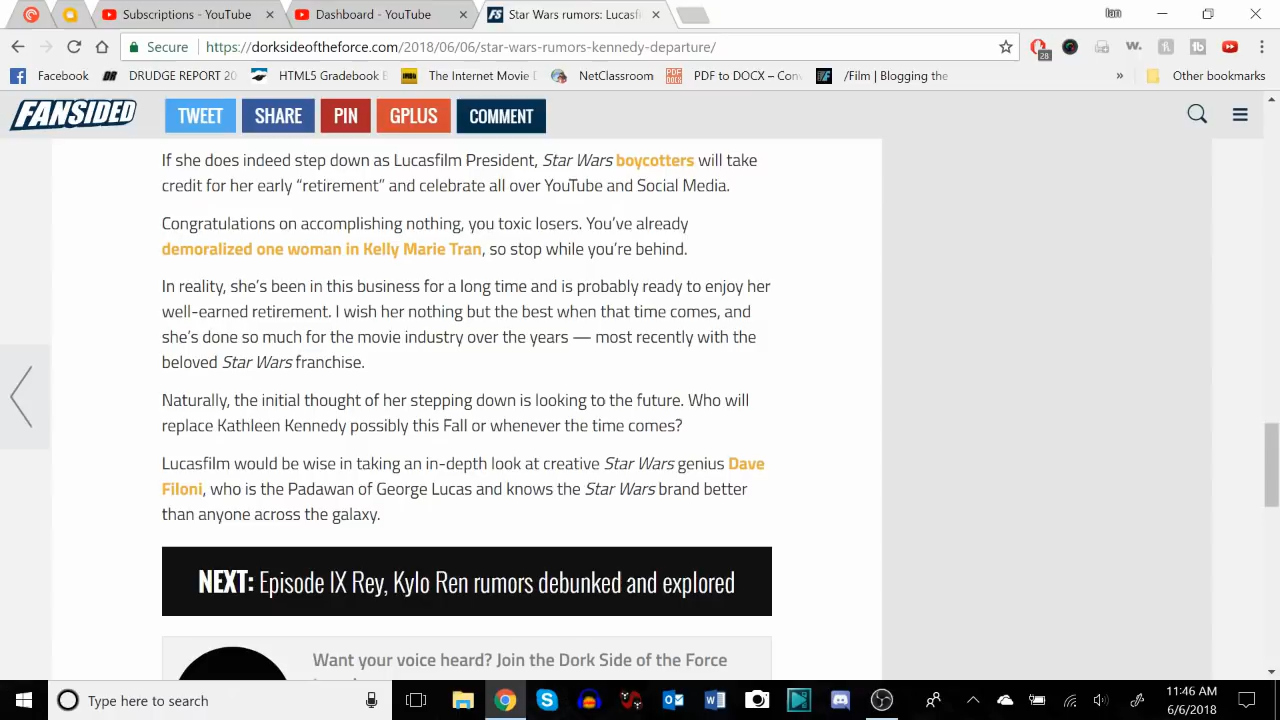 Subscriptions - YouTube
Dashboard - YouTube
FS Star Wars rumors: Lucasfi
Ian
Secure https://dorksideoftheforce.com/2018/06/06/star-wars-rumors-kennedy-departure/
28
W.
Facebook DR DRUDGE REPORT 20 HTML5 Gradebook The Internet Movie D NetClassroom PDF DOCX PDF to DOCX – Con /F /Film | Blogging the » Other bookmarks
FANSIDED TWEET SHARE PIN GPLUS COMMENT
If she does indeed step down as Lucasfilm President, Star Wars boycotters will take
credit for her early “retirement” and celebrate all over YouTube and Social Media.
Congratulations on accomplishing nothing, you toxic losers. You’ve already
demoralized one woman in Kelly Marie Tran, so stop while you’re behind.
In reality, she’s been in this business for a long time and is probably ready to enjoy her
well-earned retirement. I wish her nothing but the best when that time comes, and
she’s done so much for the movie industry over the years — most recently with the
beloved Star Wars franchise.
Naturally, the initial thought of her stepping down is looking to the future. Who will
replace Kathleen Kennedy possibly this Fall or whenever the time comes?
Lucasfilm would be wise in taking an in-depth look at creative Star Wars genius Dave
Filoni, who is the Padawan of George Lucas and knows the Star Wars brand better
than anyone across the galaxy.
NEXT: Episode IX Rey, Kylo Ren rumors debunked and explored
Want your voice heard? Join the Dork Side of the Force
Type here to search
11:46 AM
6/6/2018